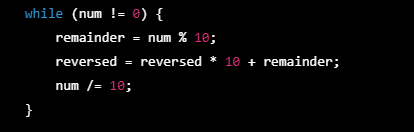 while (num != 0) {
    remainder = num % 10;
    reversed = reversed * 10 + remainder;
    num /= 10;
}